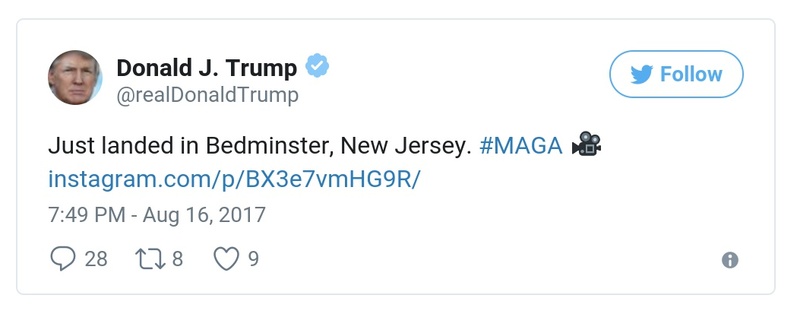 Donald J. Trump
@realDonaldTrump
Follow
Just landed in Bedminster, New Jersey. #MAGA 🎥
instagram.com/p/BX3e7vmHG9R/
7:49 PM - Aug 16, 2017
28 8 9